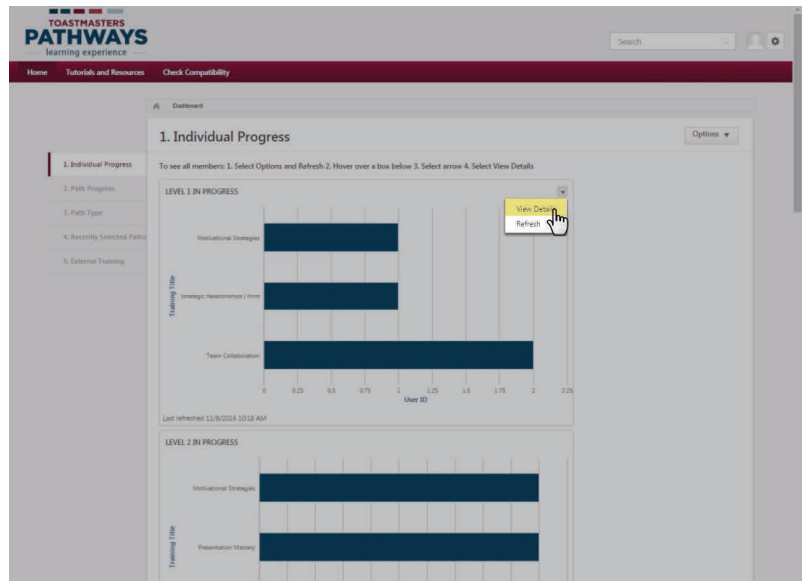 TOASTMASTERS
PATHWAYS
learning experience
Search
Home Tutorials and Resources Check Compatibility
Dashboard
1. Individual Progress
Options
1. Individual Progress
2. Path Progress
3. Path Type
4. Recently Selected Paths
5. External Training
To see all members: 1. Select Options and Refresh 2. Hover over a box below 3. Select arrow 4. Select View Details
LEVEL 1 IN PROGRESS
View Details
Refresh
Training Title
Motivational Strategies
Strategic Relationships | Print
Team Collaboration
0 0.25 0.5 0.75 1 1.25 1.5 1.75 2 2.25
User ID
Last refreshed 11/8/2016 10:18 AM
LEVEL 2 IN PROGRESS
Training Title
Motivational Strategies
Presentation Mastery